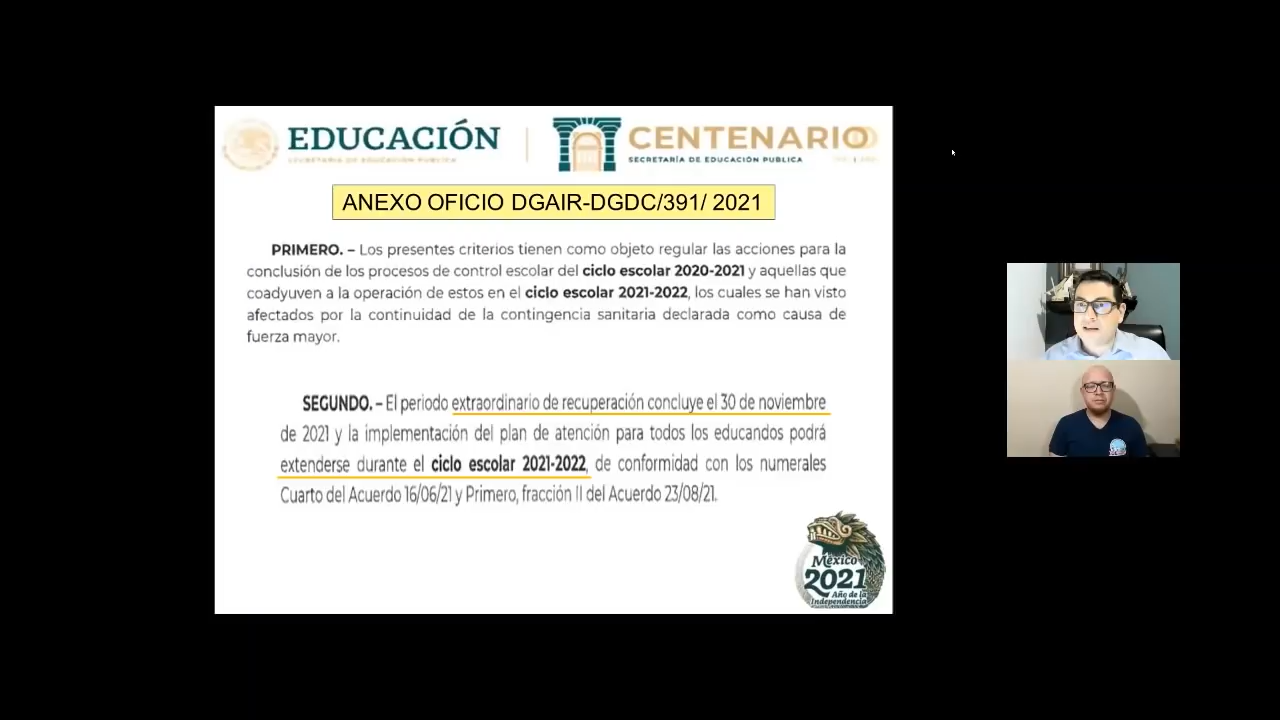 EDUCACIÓN
SECRETARÍA DE EDUCACIÓN PÚBLICA
CENTENARIO
SECRETARÍA DE EDUCACIÓN PUBLICA
ANEXO OFICIO DGAIR-DGDC/391/ 2021
PRIMERO. – Los presentes criterios tienen como objeto regular las acciones para la
conclusión de los procesos de control escolar del ciclo escolar 2020-2021 y aquellas que
coadyuven a la operación de estos en el ciclo escolar 2021-2022, los cuales se han visto
afectados por la continuidad de la contingencia sanitaria declarada como causa de
fuerza mayor.
SEGUNDO. – El periodo extraordinario de recuperación concluye el 30 de noviembre
de 2021 y la implementación del plan de atención para todos los educandos podrá
extenderse durante el ciclo escolar 2021-2022, de conformidad con los numerales
Cuarto del Acuerdo 16/06/21 y Primero, fracción II del Acuerdo 23/08/21.
México
2021
Año de la
Independencia